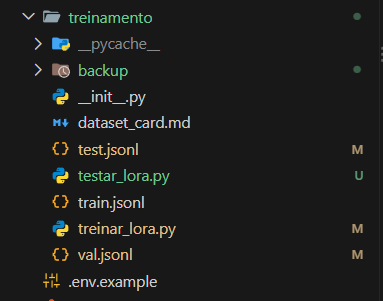 treinamento
__pycache__
backup
__init__.py
dataset_card.md
test.jsonl M
testar_lora.py U
train.jsonl
treinar_lora.py M
val.jsonl M
.env.example